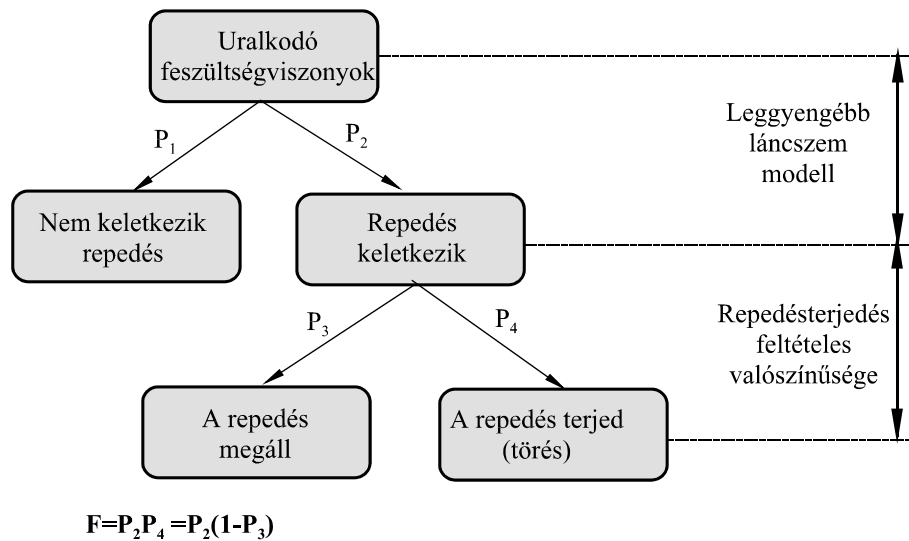 Uralkodó
feszültségviszonyok
P₁
P₂
Leggyengébb
láncszem
modell
Nem keletkezik
repedés
Repedés
keletkezik
P₃
P₄
Repedésterjedés
feltételes
valószínűsége
A repedés
megáll
A repedés terjed
(törés)
F=P₂P₄ =P₂(1-P₃)